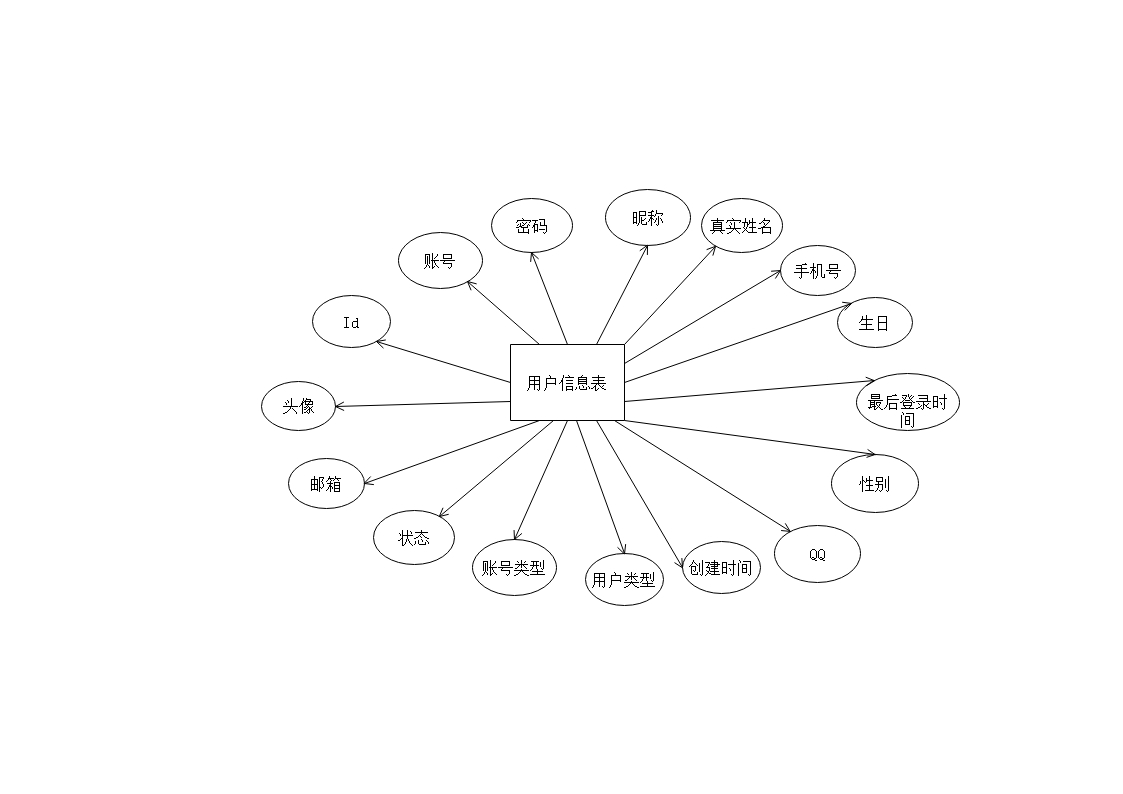 昵称
密码
真实姓名
账号
手机号
Id
生日
用户信息表
头像
最后登录时
间
邮箱
性别
状态
QQ
账号类型
创建时间
用户类型